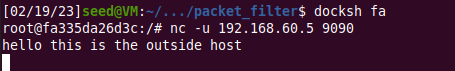 [02/19/23]seed@VM:~/.../packet_filter$ docksh fa
root@fa335da26d3c:/# nc -u 192.168.60.5 9090
hello this is the outside host